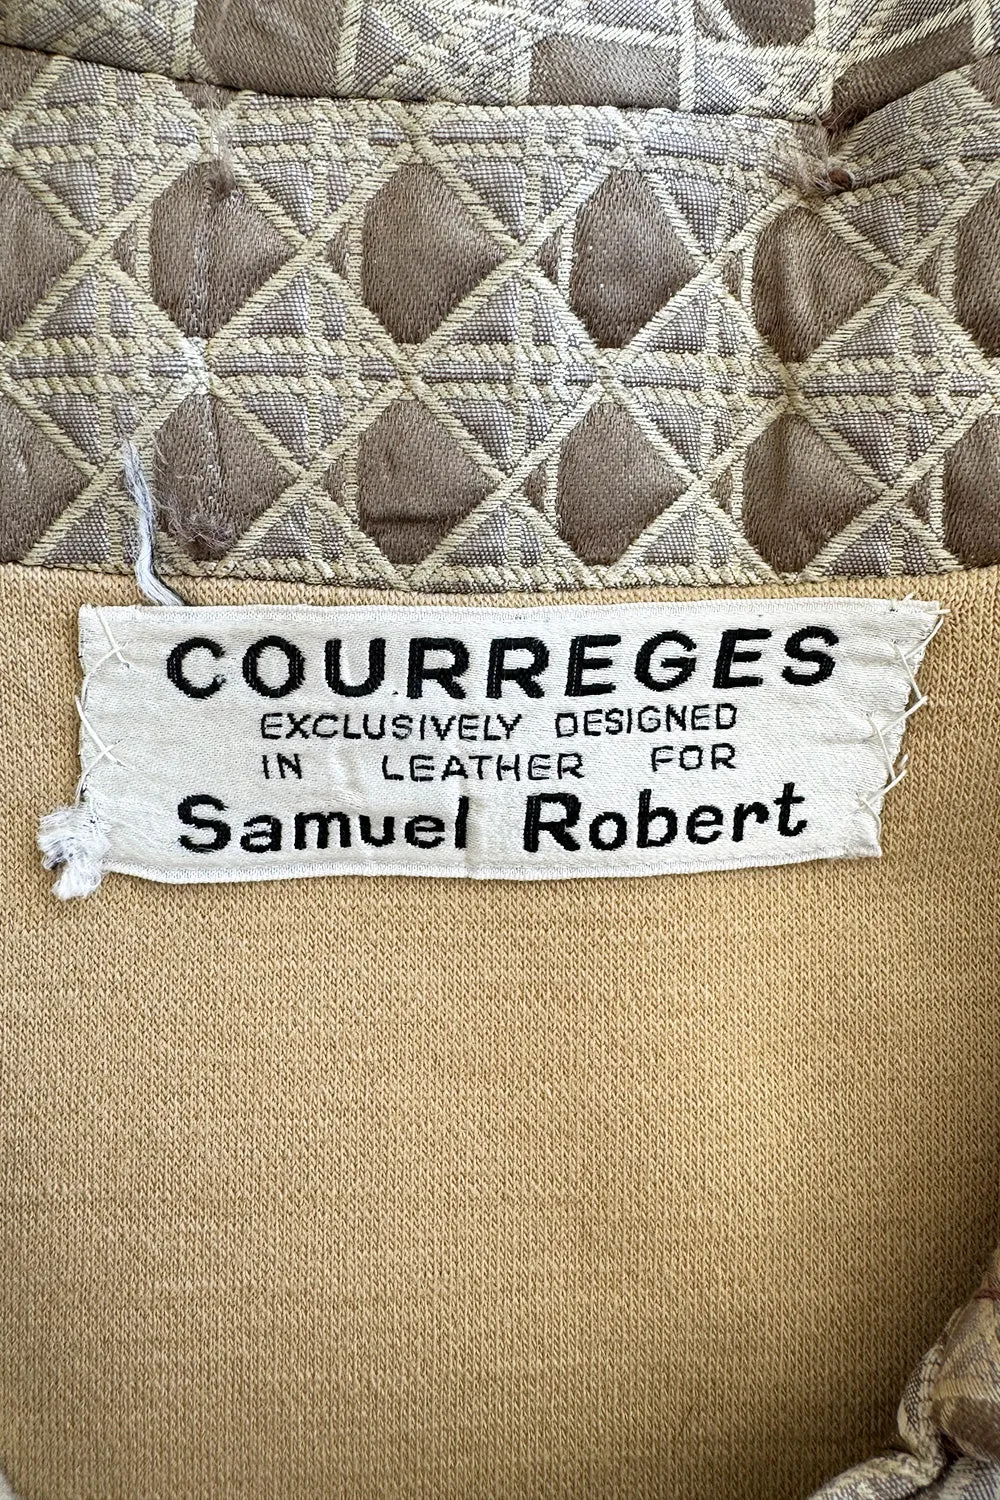 COURREGES
EXCLUSIVELY DESIGNED
IN LEATHER FOR
Samuel Robert